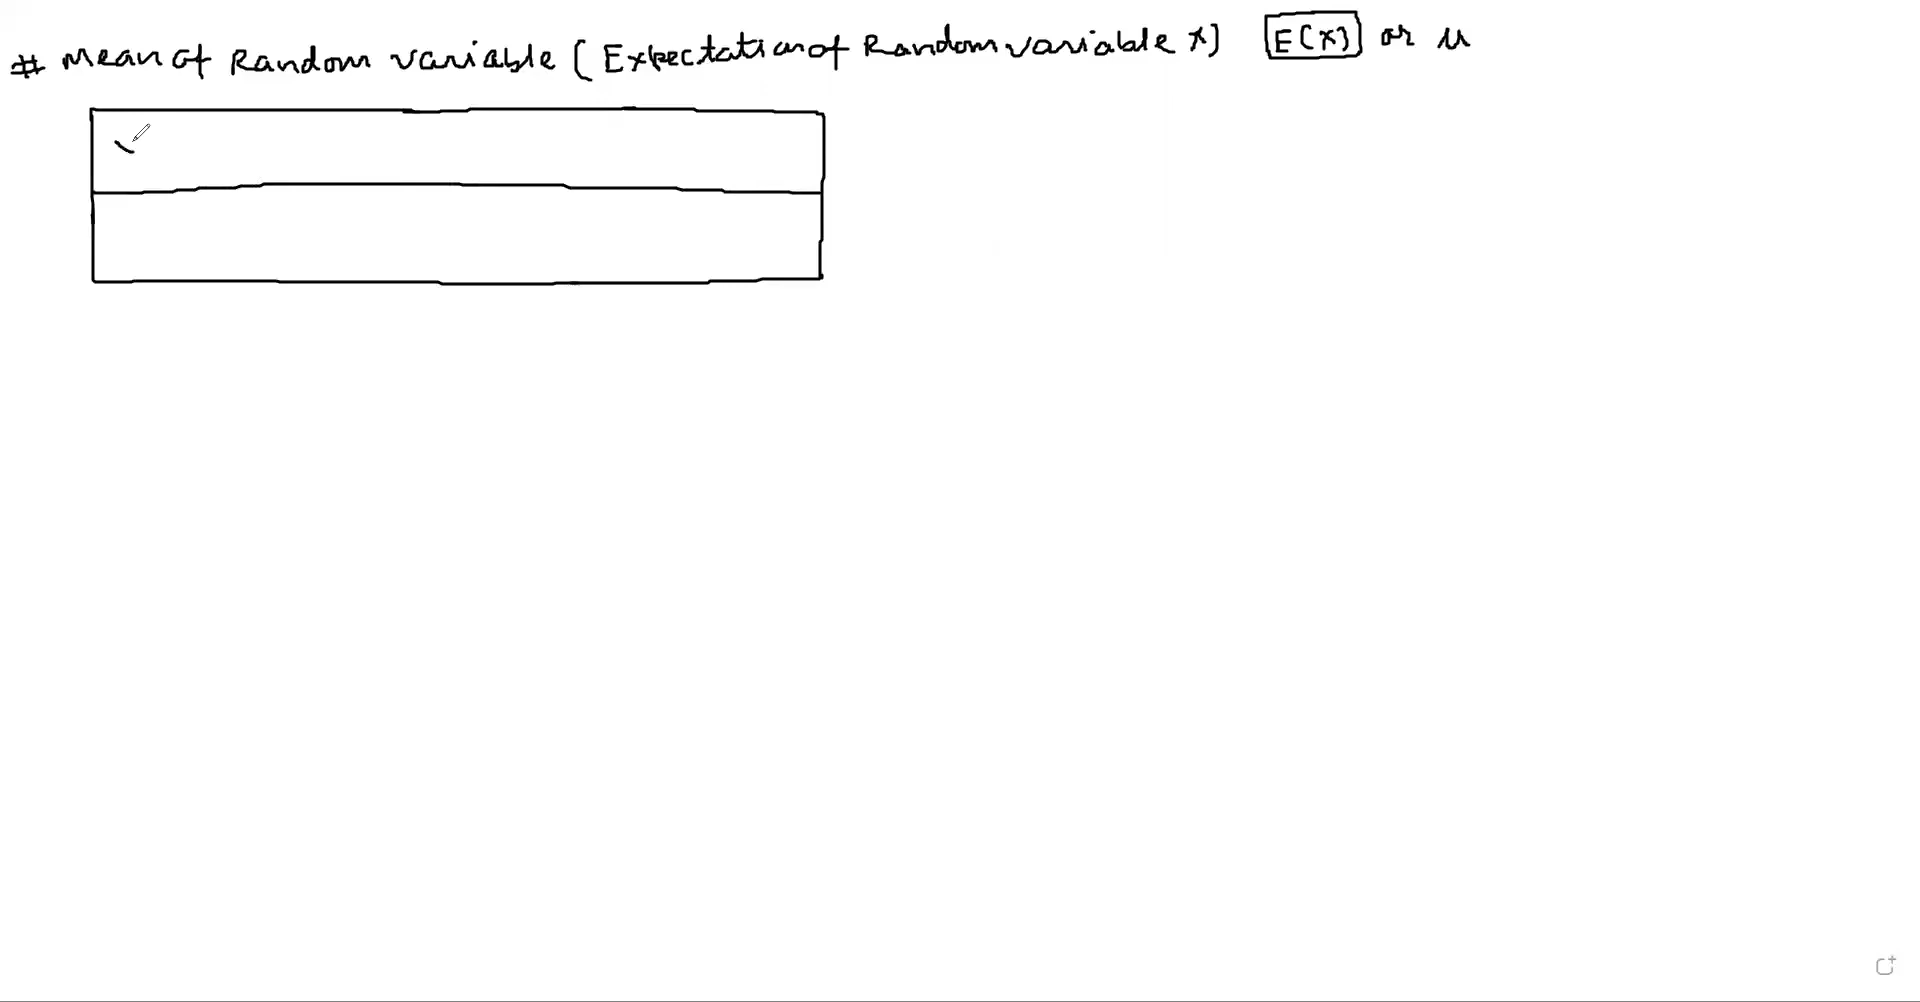 # Mean of Random variable ( Expectation of Random variable X ) E(X) or μ